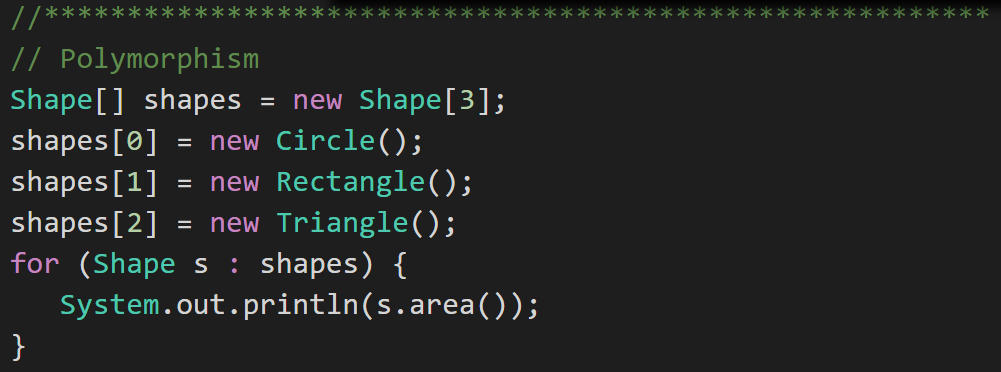 //*********************************************************
// Polymorphism
Shape[] shapes = new Shape[3];
shapes[0] = new Circle();
shapes[1] = new Rectangle();
shapes[2] = new Triangle();
for (Shape s : shapes) {
   System.out.println(s.area());
}